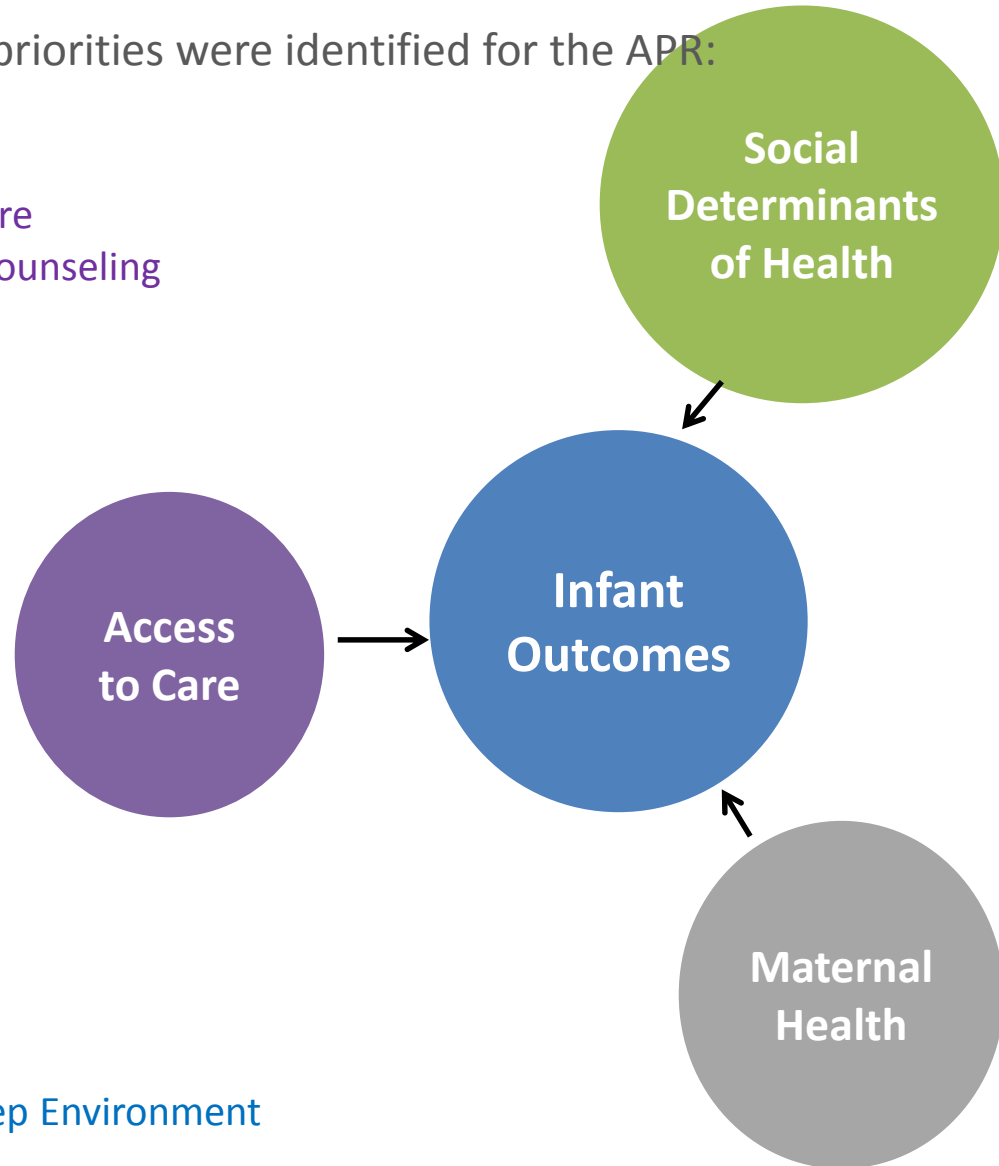 priorities were identified for the APR:
Social
Determinants
of Health
re
ounseling
Infant
Outcomes
Access
to Care
Maternal
Health
ep Environment